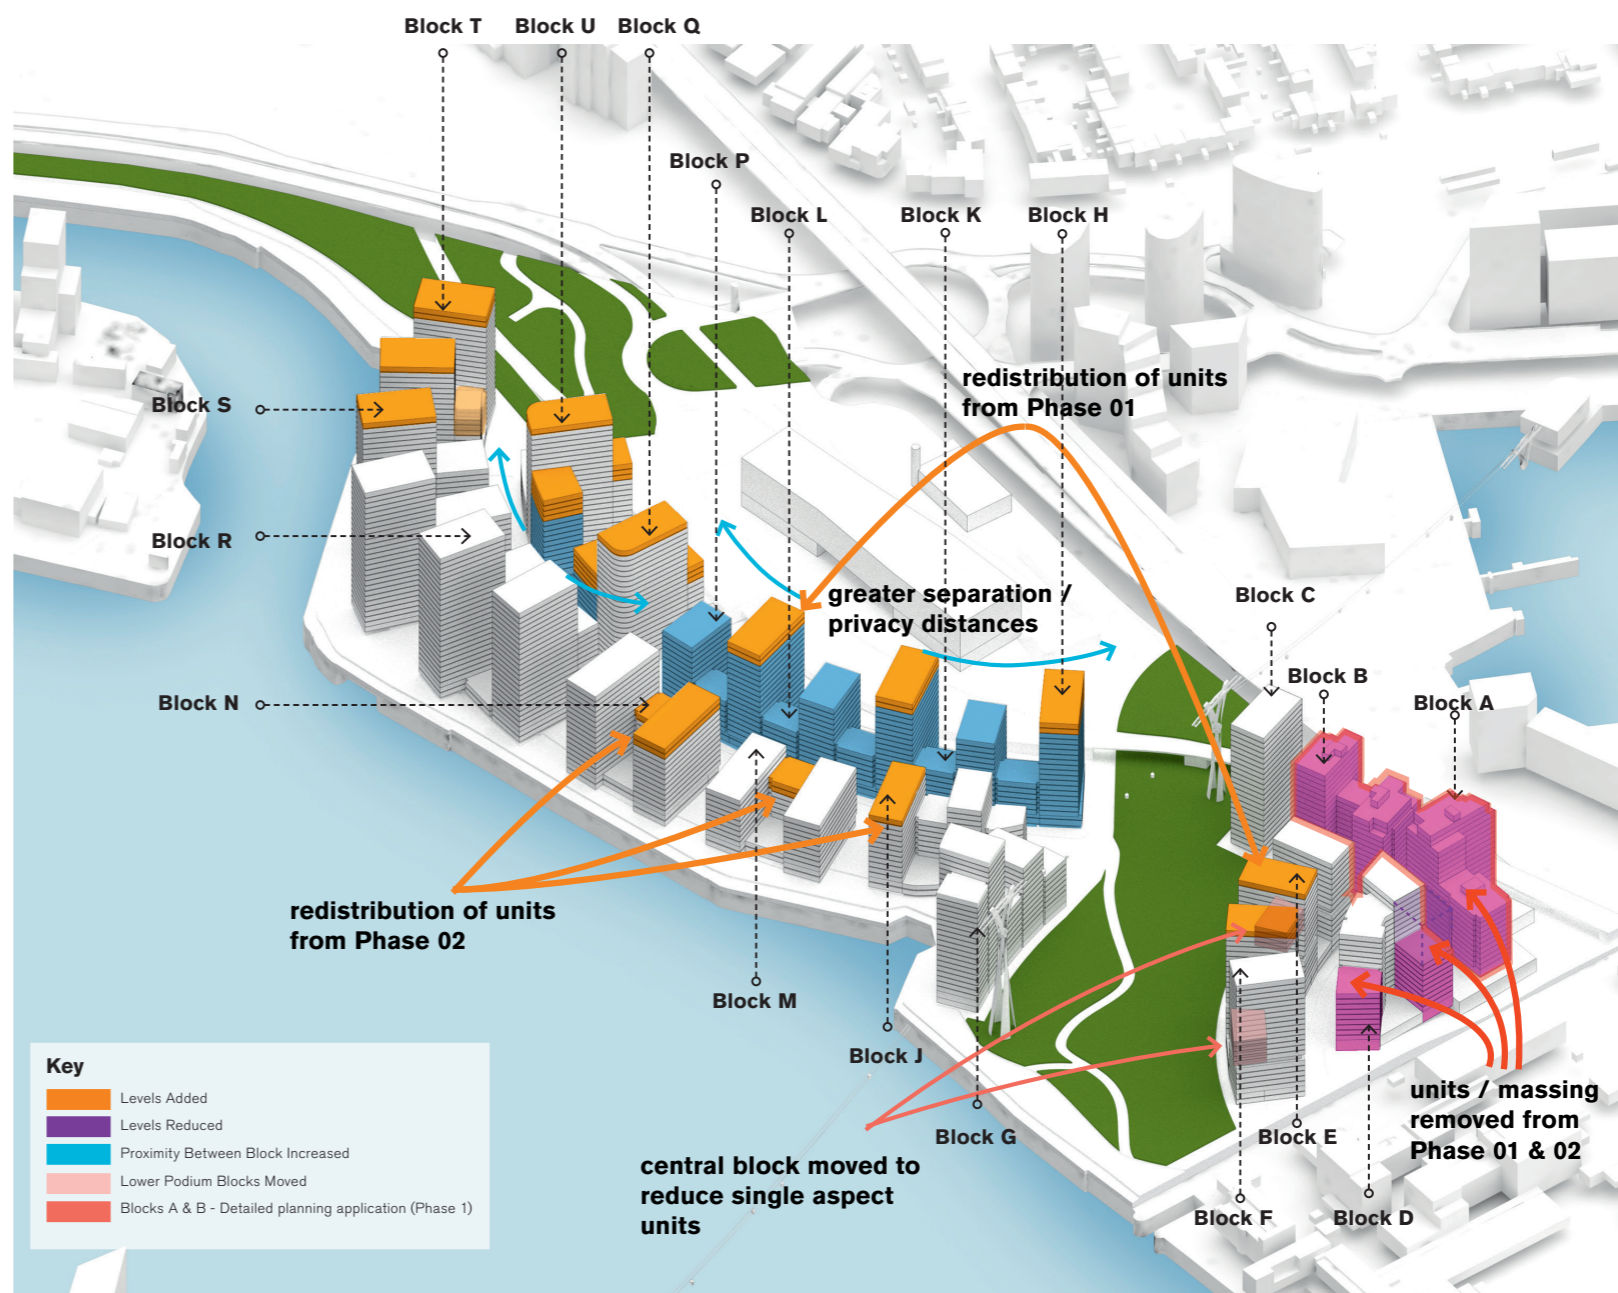 Block T
Block U
Block Q
Block P
Block L
Block K
Block H
redistribution of units
from Phase 01
Block S
Block R
greater separation /
privacy distances
Block C
Block B
Block A
Block N
redistribution of units
from Phase 02
Block M
Block J
Block G
Block E
central block moved to
reduce single aspect
units
Block F
Block D
units / massing
removed from
Phase 01 & 02
Key
Levels Added
Levels Reduced
Proximity Between Block Increased
Lower Podium Blocks Moved
Blocks A & B - Detailed planning application (Phase 1)